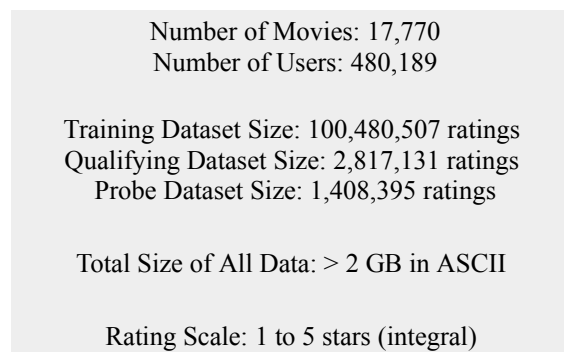 Number of Movies: 17,770
Number of Users: 480,189
Training Dataset Size: 100,480,507 ratings
Qualifying Dataset Size: 2,817,131 ratings
Probe Dataset Size: 1,408,395 ratings
Total Size of All Data: > 2 GB in ASCII
Rating Scale: 1 to 5 stars (integral)